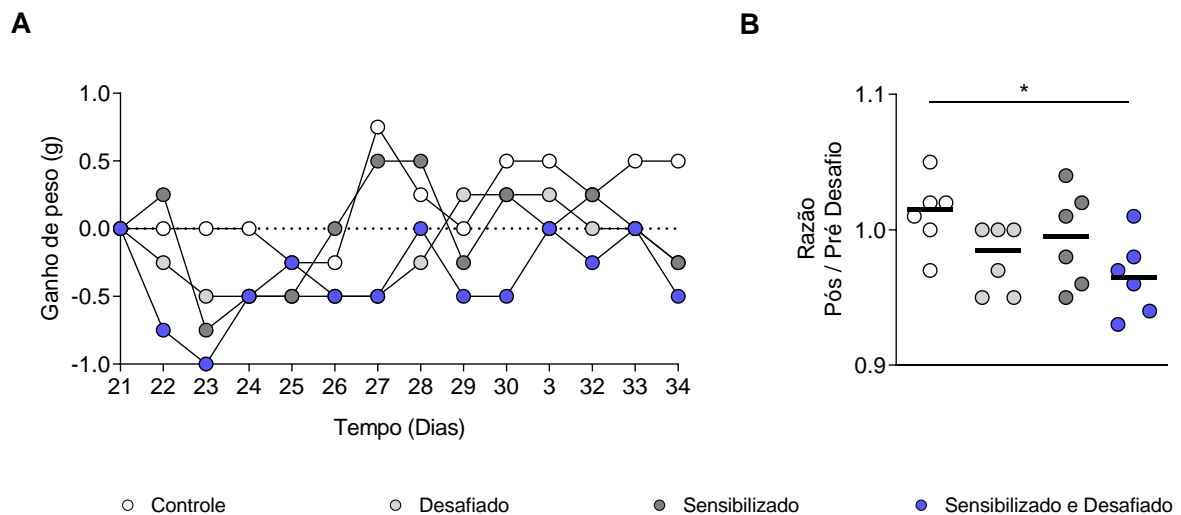 A
B
1.0
0.5
0.0
-0.5
-1.0
Ganho de peso (g)
21 22 23 24 25 26 27 28 29 30 3 32 33 34
Tempo (Dias)
1.1
1.0
0.9
Razão
Pós / Pré Desafio
*
Controle Desafiado Sensibilizado Sensibilizado e Desafiado